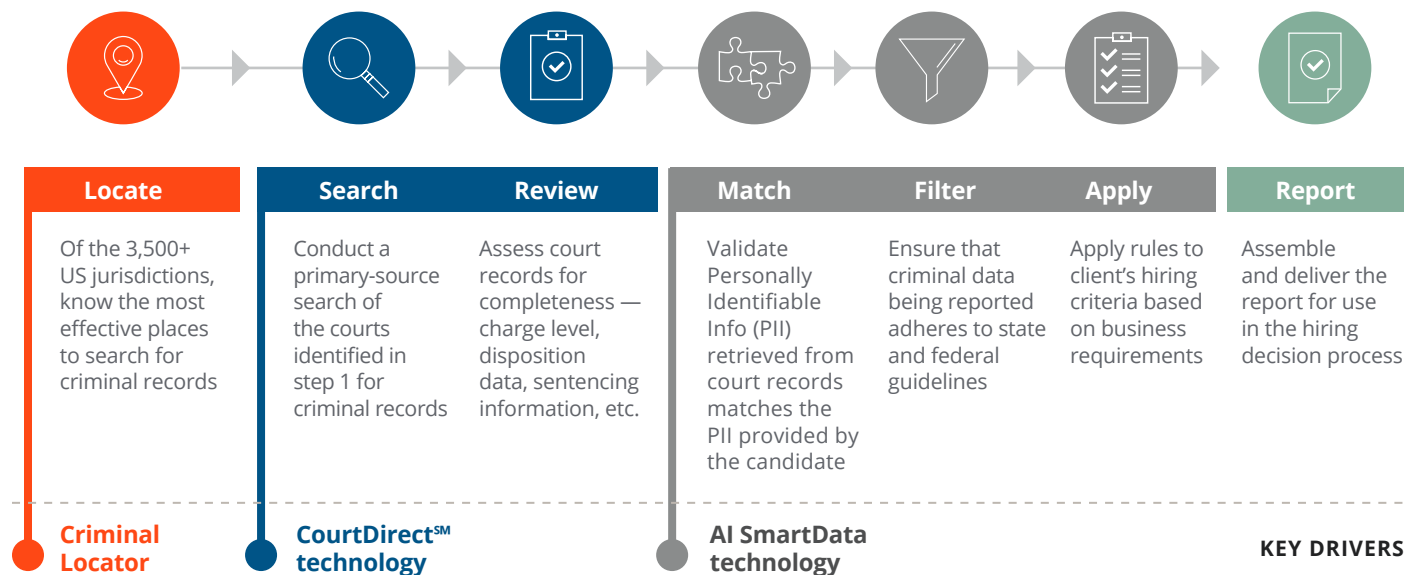 Locate
Search
Review
Match
Filter
Apply
Report
Of the 3,500+
US jurisdictions,
know the most
effective places
to search for
criminal records
Conduct a
primary-source
search of
the courts
identified in
step 1 for
criminal records
Assess court
records for
completeness —
charge level,
disposition
data, sentencing
information, etc.
Validate
Personally
Identifiable
Info (PII)
retrieved from
court records
matches the
PII provided by
the candidate
Ensure that
criminal data
being reported
adheres to state
and federal
guidelines
Apply rules to
client’s hiring
criteria based
on business
requirements
Assemble
and deliver the
report for use
in the hiring
decision process
Criminal
Locator
CourtDirect℠
technology
AI SmartData
technology
KEY DRIVERS